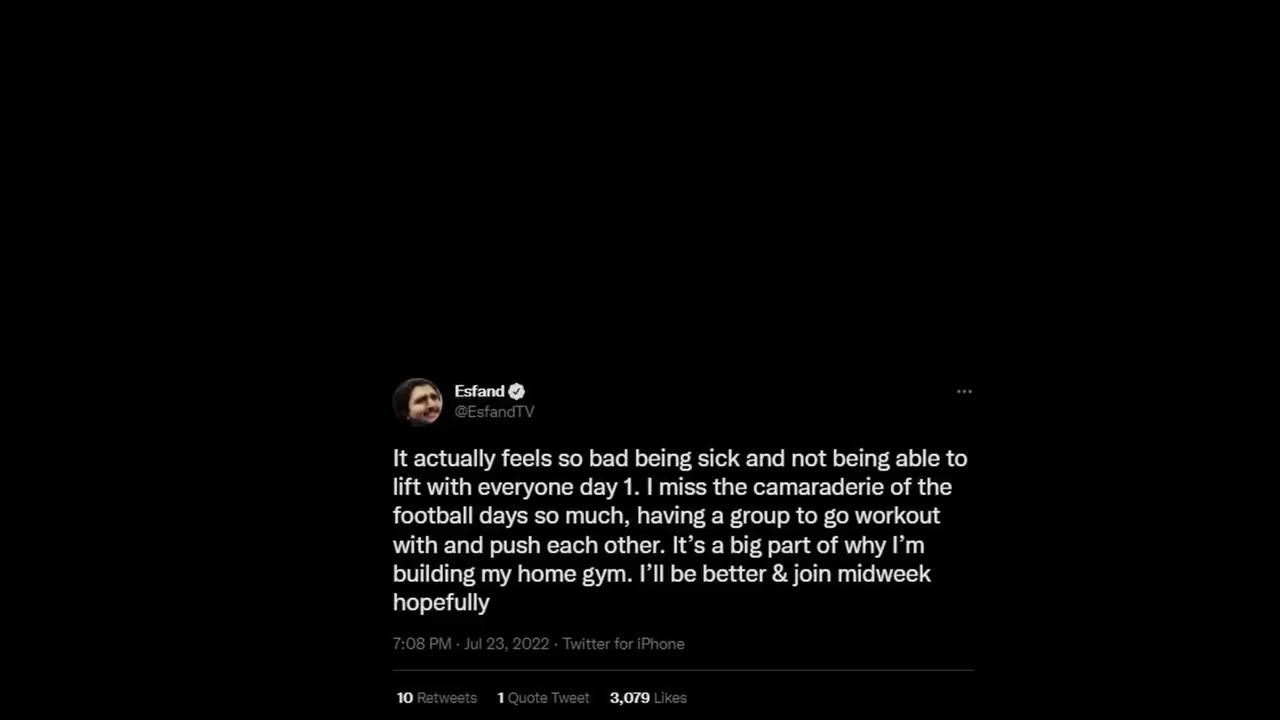 Esfand
@EsfandTV
It actually feels so bad being sick and not being able to
lift with everyone day 1. I miss the camaraderie of the
football days so much, having a group to go workout
with and push each other. It’s a big part of why I’m
building my home gym. I’ll be better & join midweek
hopefully
7:08 PM · Jul 23, 2022 · Twitter for iPhone
10 Retweets 1 Quote Tweet 3,079 Likes